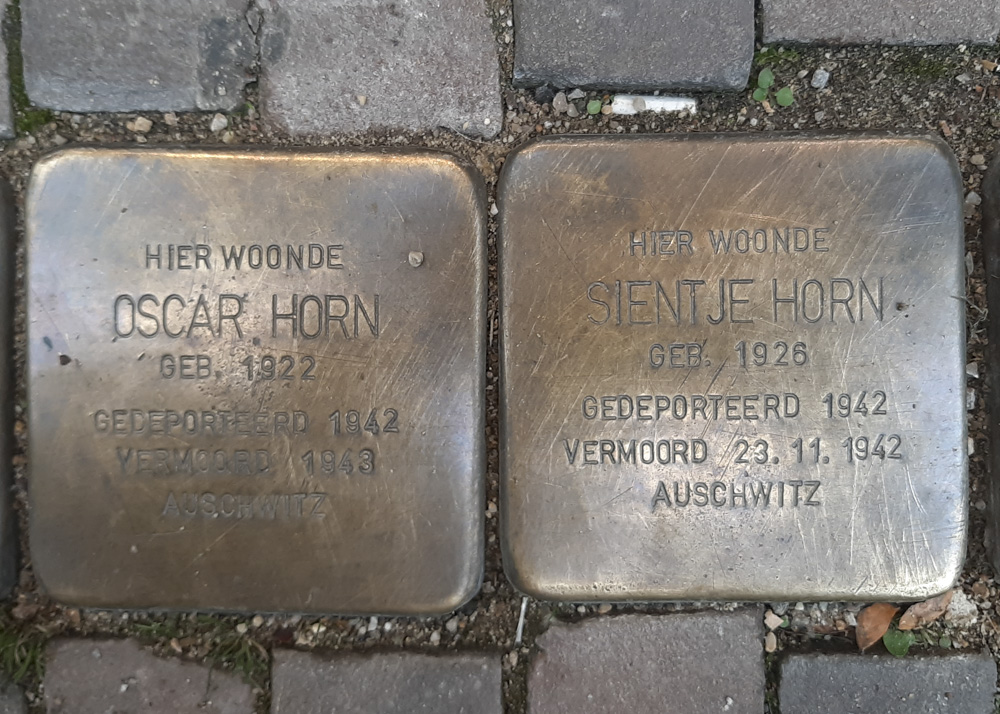 HIER WOONDE
OSCAR HORN
GEB. 1922
GEDEPORTEERD 1942
VERMOORD 1943
AUSCHWITZ
HIER WOONDE
SIENTJE HORN
GEB. 1926
GEDEPORTEERD 1942
VERMOORD 23.11.1942
AUSCHWITZ